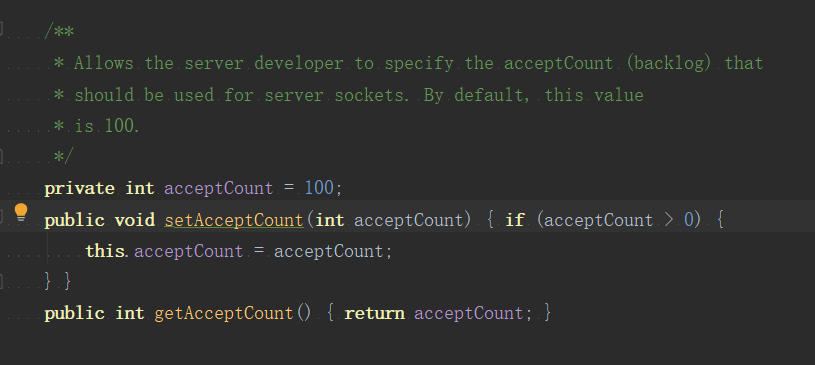 /**
* Allows the server developer to specify the acceptCount (backlog) that
* should be used for server sockets. By default, this value
* is 100.
*/
private int acceptCount = 100;
public void setAcceptCount(int acceptCount) { if (acceptCount > 0) {
this.acceptCount = acceptCount;
} }
public int getAcceptCount() { return acceptCount; }